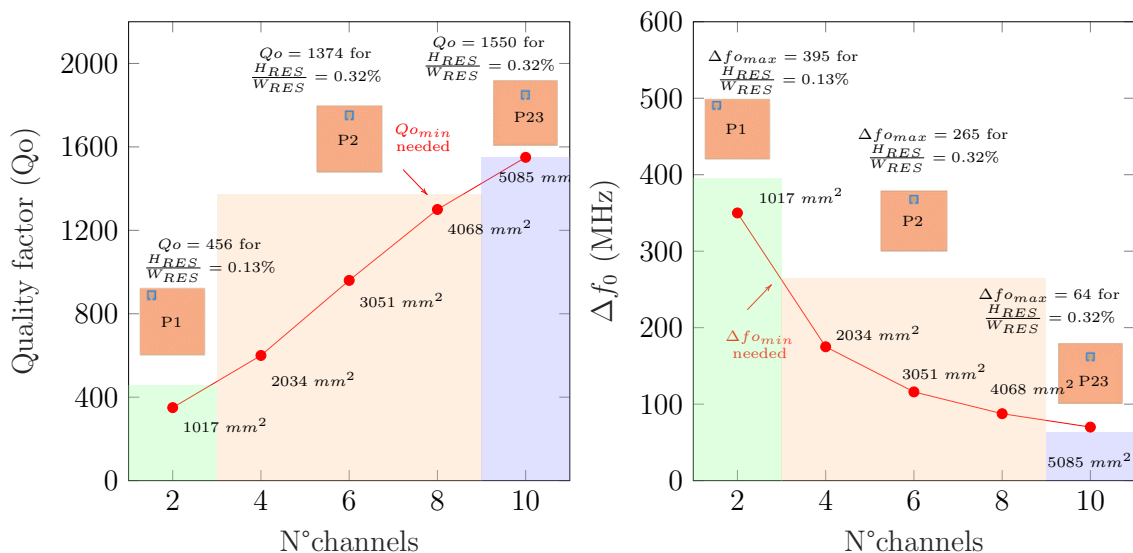 Quality factor (Qo)
2000
1600
1200
800
400
0
Qo = 1374 for
H_RES / W_RES = 0.32%
Qo = 1550 for
H_RES / W_RES = 0.32%
P2
P23
Qo_min
needed
5085 mm²
4068 mm²
Qo = 456 for
H_RES / W_RES = 0.13%
P1
3051 mm²
2034 mm²
1017 mm²
2 4 6 8 10
N°channels
Δf₀ (MHz)
600
500
400
300
200
100
0
Δfo_max = 395 for
H_RES / W_RES = 0.13%
P1
Δfo_max = 265 for
H_RES / W_RES = 0.32%
P2
1017 mm²
Δfo_max = 64 for
H_RES / W_RES = 0.32%
P23
Δfo_min
needed
2034 mm²
3051 mm²
4068 mm²
5085 mm²
2 4 6 8 10
N°channels